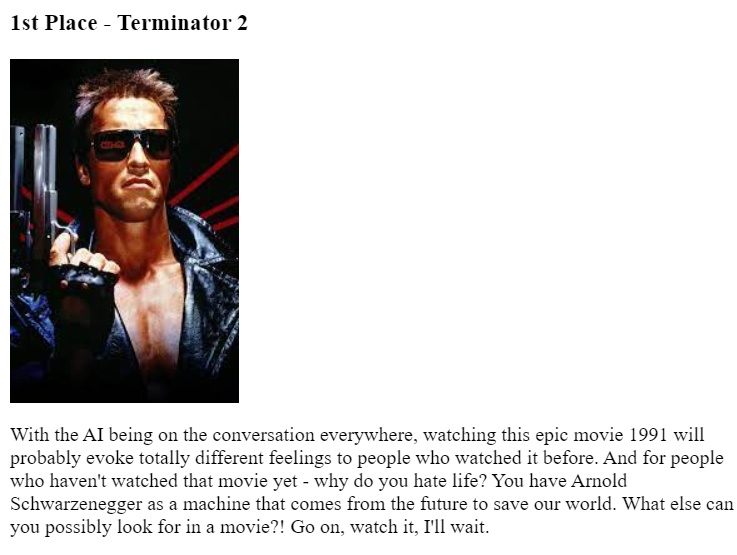 1st Place - Terminator 2
With the AI being on the conversation everywhere, watching this epic movie 1991 will
probably evoke totally different feelings to people who watched it before. And for people
who haven't watched that movie yet - why do you hate life? You have Arnold
Schwarzenegger as a machine that comes from the future to save our world. What else can
you possibly look for in a movie?! Go on, watch it, I'll wait.